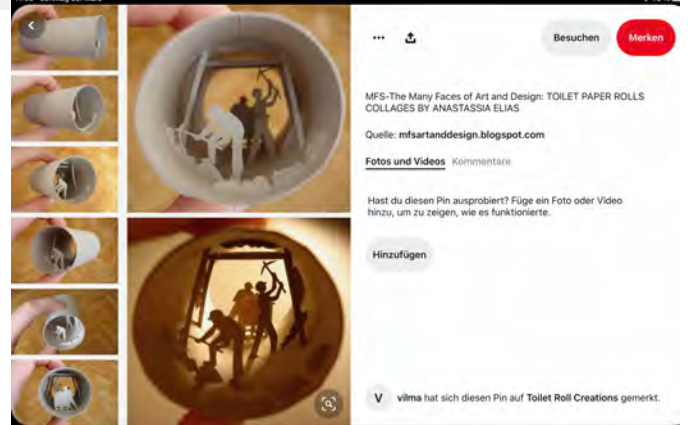 Besuchen
Merken
MFS-The Many Faces of Art and Design: TOILET PAPER ROLLS
COLLAGES BY ANASTASSIA ELIAS
Quelle: mfsartanddesign.blogspot.com
Fotos und Videos Kommentare
Hast du diesen Pin ausprobiert? Füge ein Foto oder Video
hinzu, um zu zeigen, wie es funktionierte.
Hinzufügen
V vilma hat sich diesen Pin auf Toilet Roll Creations gemerkt.